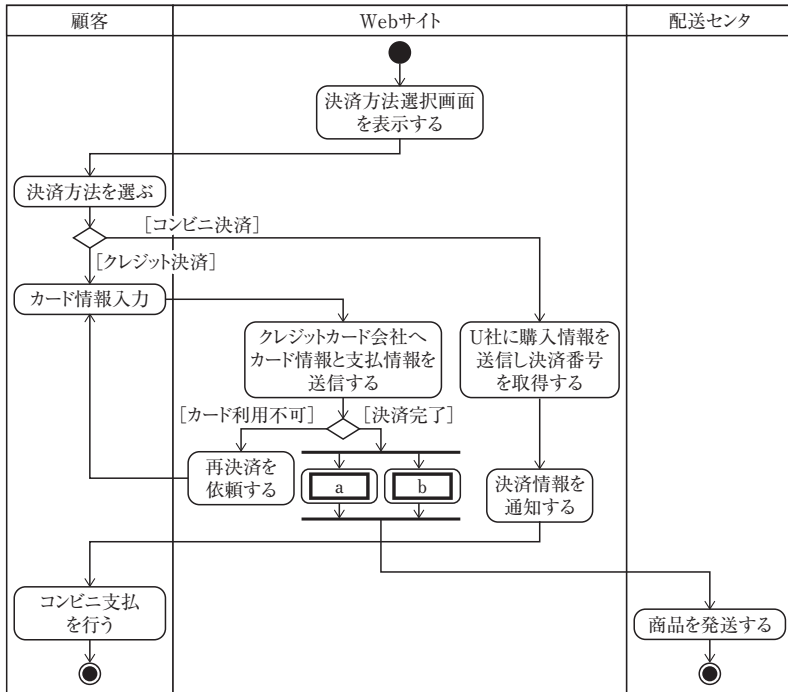 顧客
Webサイト
配送センタ
決済方法選択画面
を表示する
決済方法を選ぶ
［コンビニ決済］
［クレジット決済］
カード情報入力
クレジットカード会社へ
カード情報と支払情報を
送信する
U社に購入情報を
送信し決済番号
を取得する
［カード利用不可］
［決済完了］
再決済を
依頼する
a
b
決済情報を
通知する
コンビニ支払
を行う
商品を発送する